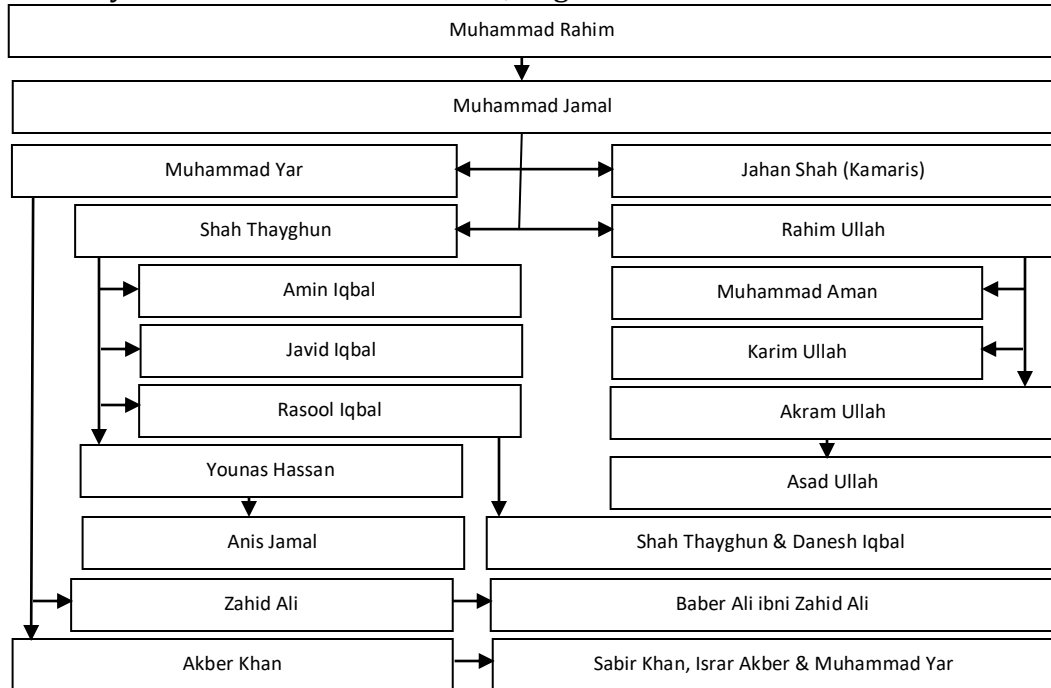 Muhammad Rahim
Muhammad Jamal
Muhammad Yar
Jahan Shah (Kamaris)
Shah Thayghun
Rahim Ullah
Amin Iqbal
Muhammad Aman
Javid Iqbal
Karim Ullah
Rasool Iqbal
Akram Ullah
Younas Hassan
Asad Ullah
Anis Jamal
Shah Thayghun & Danesh Iqbal
Zahid Ali
Baber Ali ibni Zahid Ali
Akber Khan
Sabir Khan, Israr Akber & Muhammad Yar